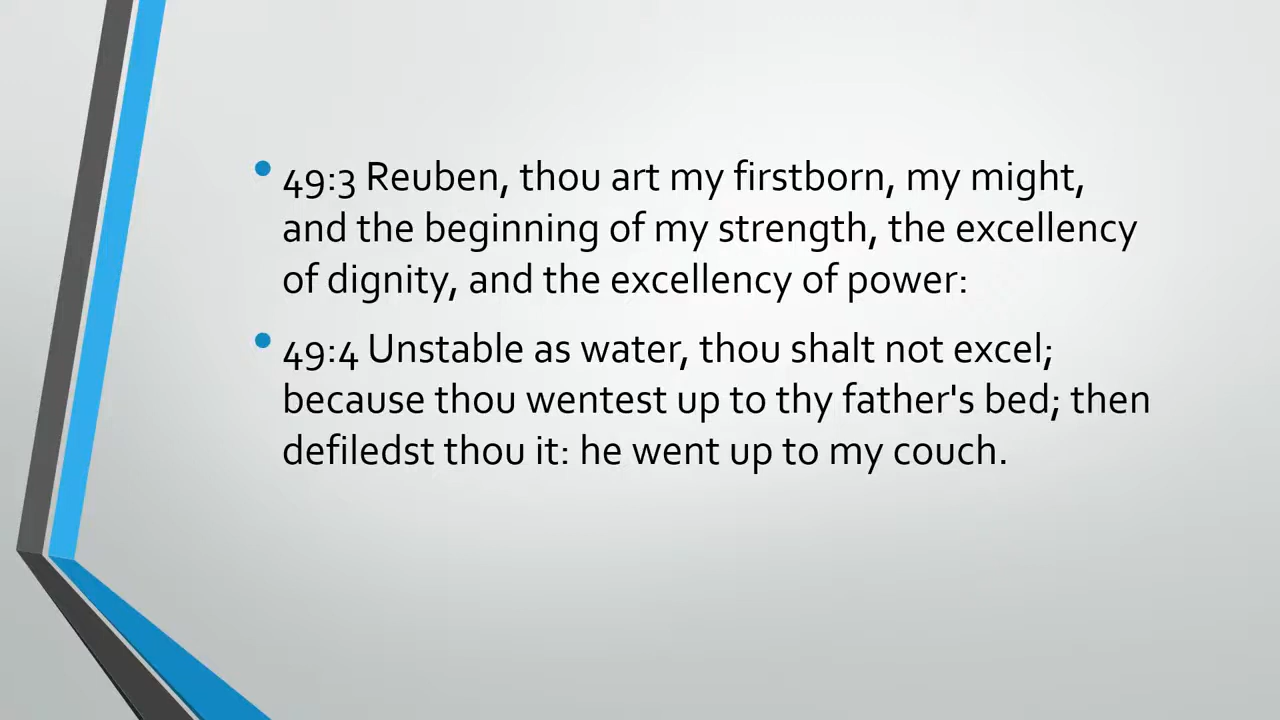 • 49:3 Reuben, thou art my firstborn, my might,
and the beginning of my strength, the excellency
of dignity, and the excellency of power:
• 49:4 Unstable as water, thou shalt not excel;
because thou wentest up to thy father's bed; then
defiledst thou it: he went up to my couch.